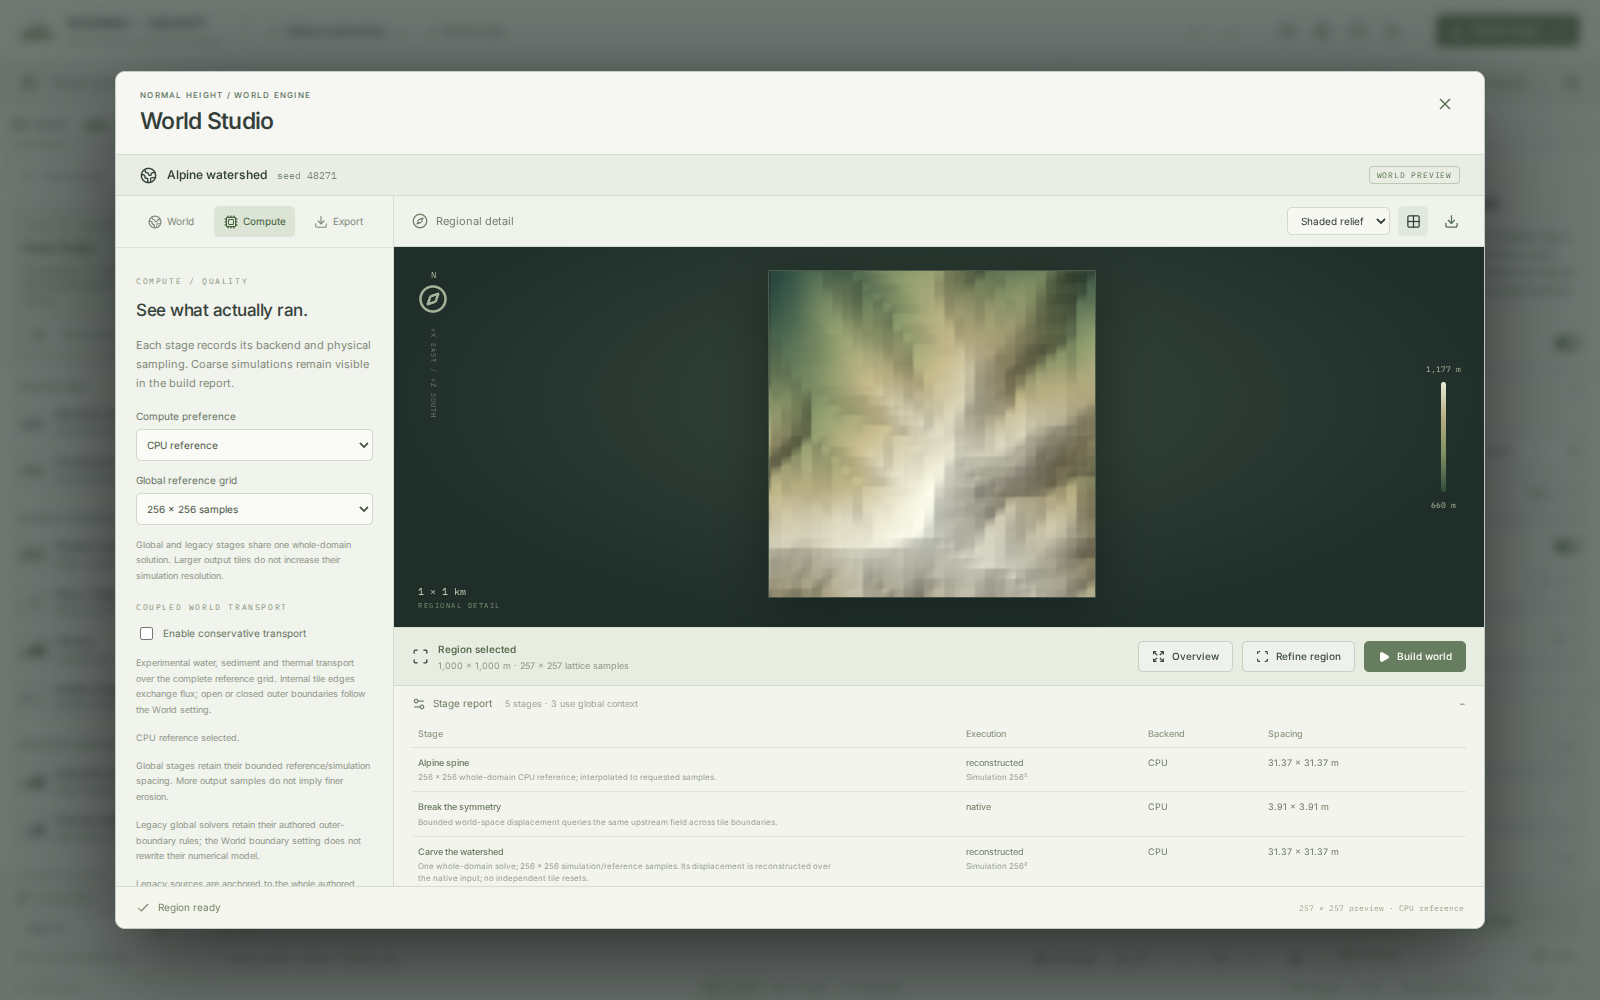 NORMAL HEIGHT / WORLD ENGINE
World Studio
Alpine watershed seed 48271
WORLD PREVIEW
World
Compute
Export
Regional detail
Shaded relief
COMPUTE / QUALITY
See what actually ran.
Each stage records its backend and physical
sampling. Coarse simulations remain visible
in the build report.
Compute preference
CPU reference
Global reference grid
256 × 256 samples
Global and legacy stages share one whole-domain
solution. Larger output tiles do not increase their
simulation resolution.
COUPLED WORLD TRANSPORT
Enable conservative transport
Experimental water, sediment and thermal transport
over the complete reference grid. Internal tile edges
exchange flux; open or closed outer boundaries follow
the World setting.
CPU reference selected.
Global stages retain their bounded reference/simulation
spacing. More output samples do not imply finer
erosion.
Legacy global solvers retain their authored outer-
boundary rules; the World boundary setting does not
rewrite their numerical model.
Legacy sources are anchored to the whole authored
N
+X EAST / +Z SOUTH
1,177 m
660 m
1 × 1 km
REGIONAL DETAIL
Region selected
1,000 × 1,000 m · 257 × 257 lattice samples
Overview
Refine region
Build world
Stage report 5 stages · 3 use global context
–
Stage Execution Backend Spacing
Alpine spine reconstructed CPU 31.37 × 31.37 m
256 × 256 whole-domain CPU reference; interpolated to requested samples. Simulation 256²
Break the symmetry native CPU 3.91 × 3.91 m
Bounded world-space displacement queries the same upstream field across tile boundaries.
Carve the watershed reconstructed CPU 31.37 × 31.37 m
One whole-domain solve; 256 × 256 simulation/reference samples. Its displacement is reconstructed over Simulation 256²
the native input; no independent tile resets.
Region ready
257 × 257 preview · CPU reference